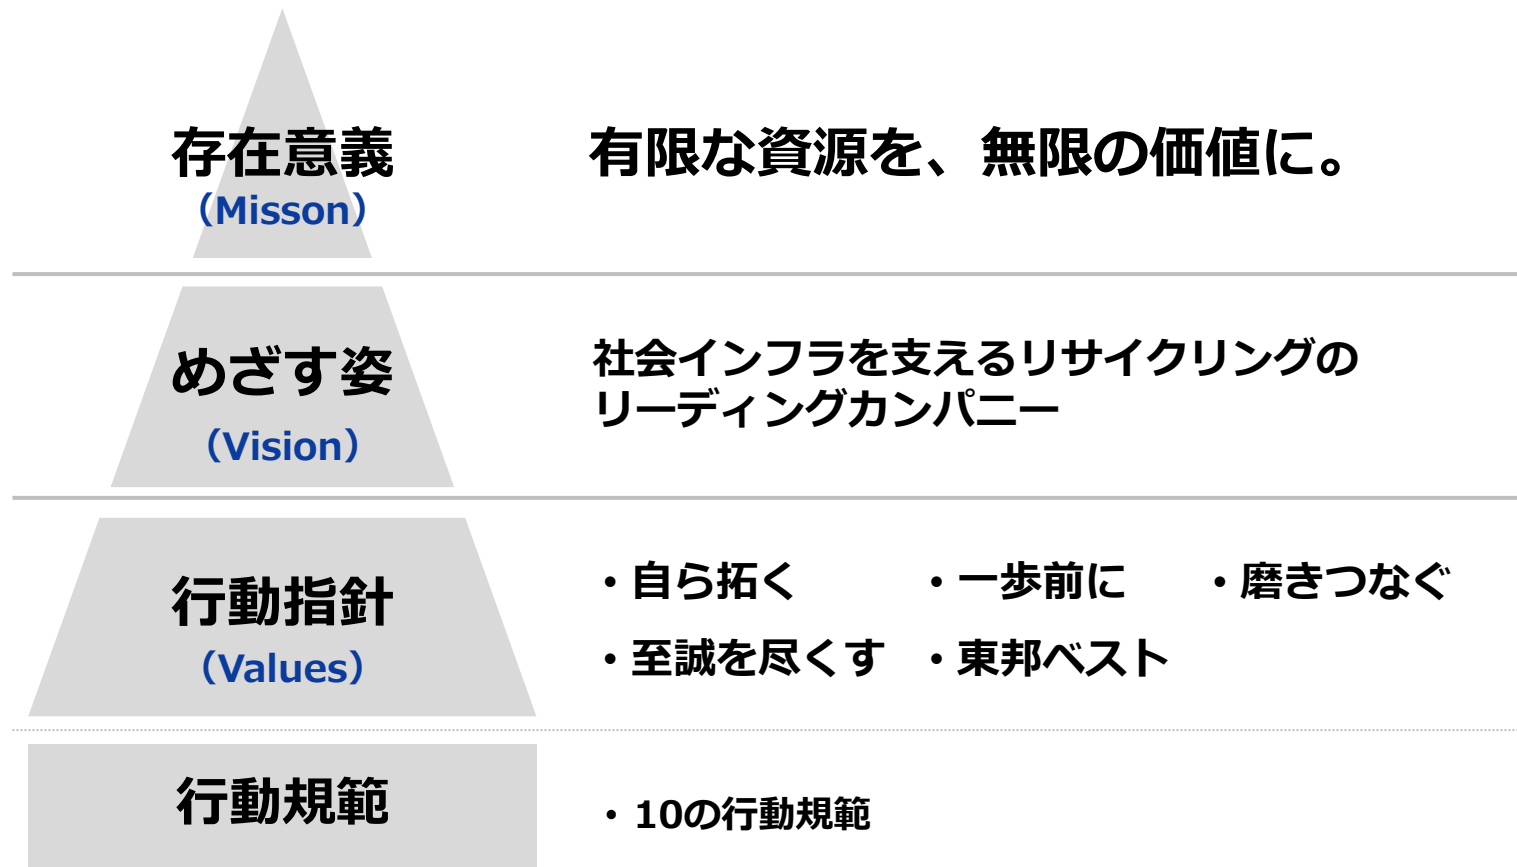 存在意義
（Misson）
有限な資源を、無限の価値に。
めざす姿
（Vision）
社会インフラを支えるリサイクリングの
リーディングカンパニー
行動指針
（Values）
・自ら拓く ・一歩前に ・磨きつなぐ
・至誠を尽くす ・東邦ベスト
行動規範
・10の行動規範